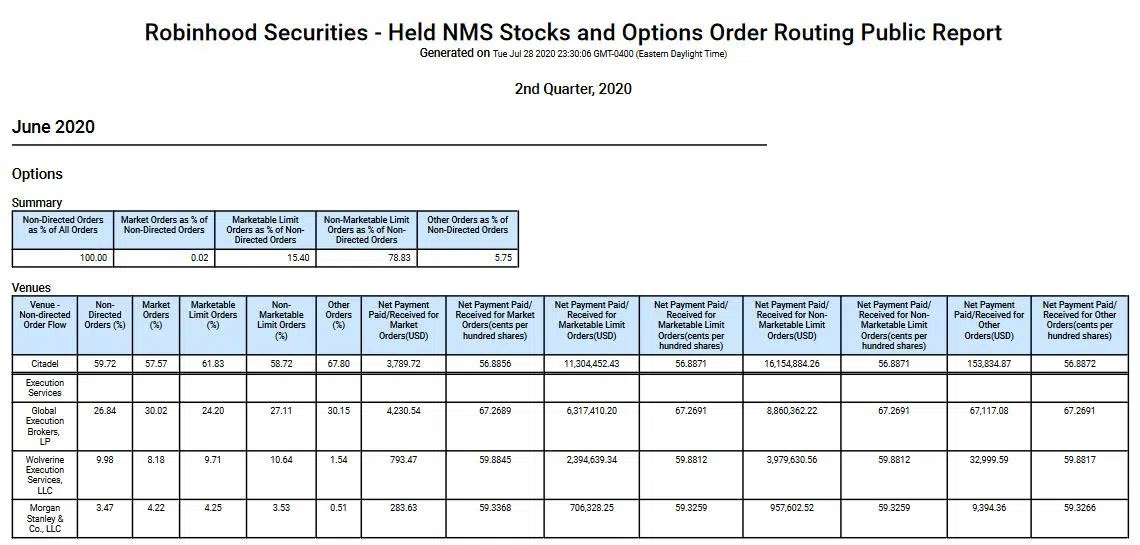 Robinhood Securities - Held NMS Stocks and Options Order Routing Public Report
Generated on Tue Jul 28 2020 23:30:06 GMT-0400 (Eastern Daylight Time)
2nd Quarter, 2020
June 2020
Options
Summary
Non-Directed Orders as % of All Orders | Market Orders as % of Non-Directed Orders | Marketable Limit Orders as % of Non-Directed Orders | Non-Marketable Limit Orders as % of Non-Directed Orders | Other Orders as % of Non-Directed Orders
100.00 | 0.02 | 15.40 | 78.83 | 5.75
Venues
Venue - Non-directed Order Flow | Non-Directed Orders (%) | Market Orders (%) | Marketable Limit Orders (%) | Non-Marketable Limit Orders (%) | Other Orders (%) | Net Payment Paid/Received for Market Orders(USD) | Net Payment Paid/Received for Market Orders(cents per hundred shares) | Net Payment Paid/Received for Marketable Limit Orders(USD) | Net Payment Paid/Received for Marketable Limit Orders(cents per hundred shares) | Net Payment Paid/Received for Non-Marketable Limit Orders(USD) | Net Payment Paid/Received for Non-Marketable Limit Orders(cents per hundred shares) | Net Payment Paid/Received for Other Orders(USD) | Net Payment Paid/Received for Other Orders(cents per hundred shares)
Citadel | 59.72 | 57.57 | 61.83 | 58.72 | 67.80 | 3,789.72 | 56.8856 | 11,304,452.43 | 56.8871 | 16,154,884.26 | 56.8871 | 153,834.87 | 56.8872
Execution Services
Global Execution Brokers, LP | 26.84 | 30.02 | 24.20 | 27.11 | 30.15 | 4,230.54 | 67.2689 | 6,317,410.20 | 67.2691 | 8,860,362.22 | 67.2691 | 67,117.08 | 67.2691
Wolverine Execution Services, LLC | 9.98 | 8.18 | 9.71 | 10.64 | 1.54 | 793.47 | 59.8845 | 2,394,639.34 | 59.8812 | 3,979,630.56 | 59.8812 | 32,999.59 | 59.8817
Morgan Stanley & Co., LLC | 3.47 | 4.22 | 4.25 | 3.53 | 0.51 | 283.63 | 59.3368 | 706,328.25 | 59.3259 | 957,602.52 | 59.3259 | 9,394.36 | 59.3266